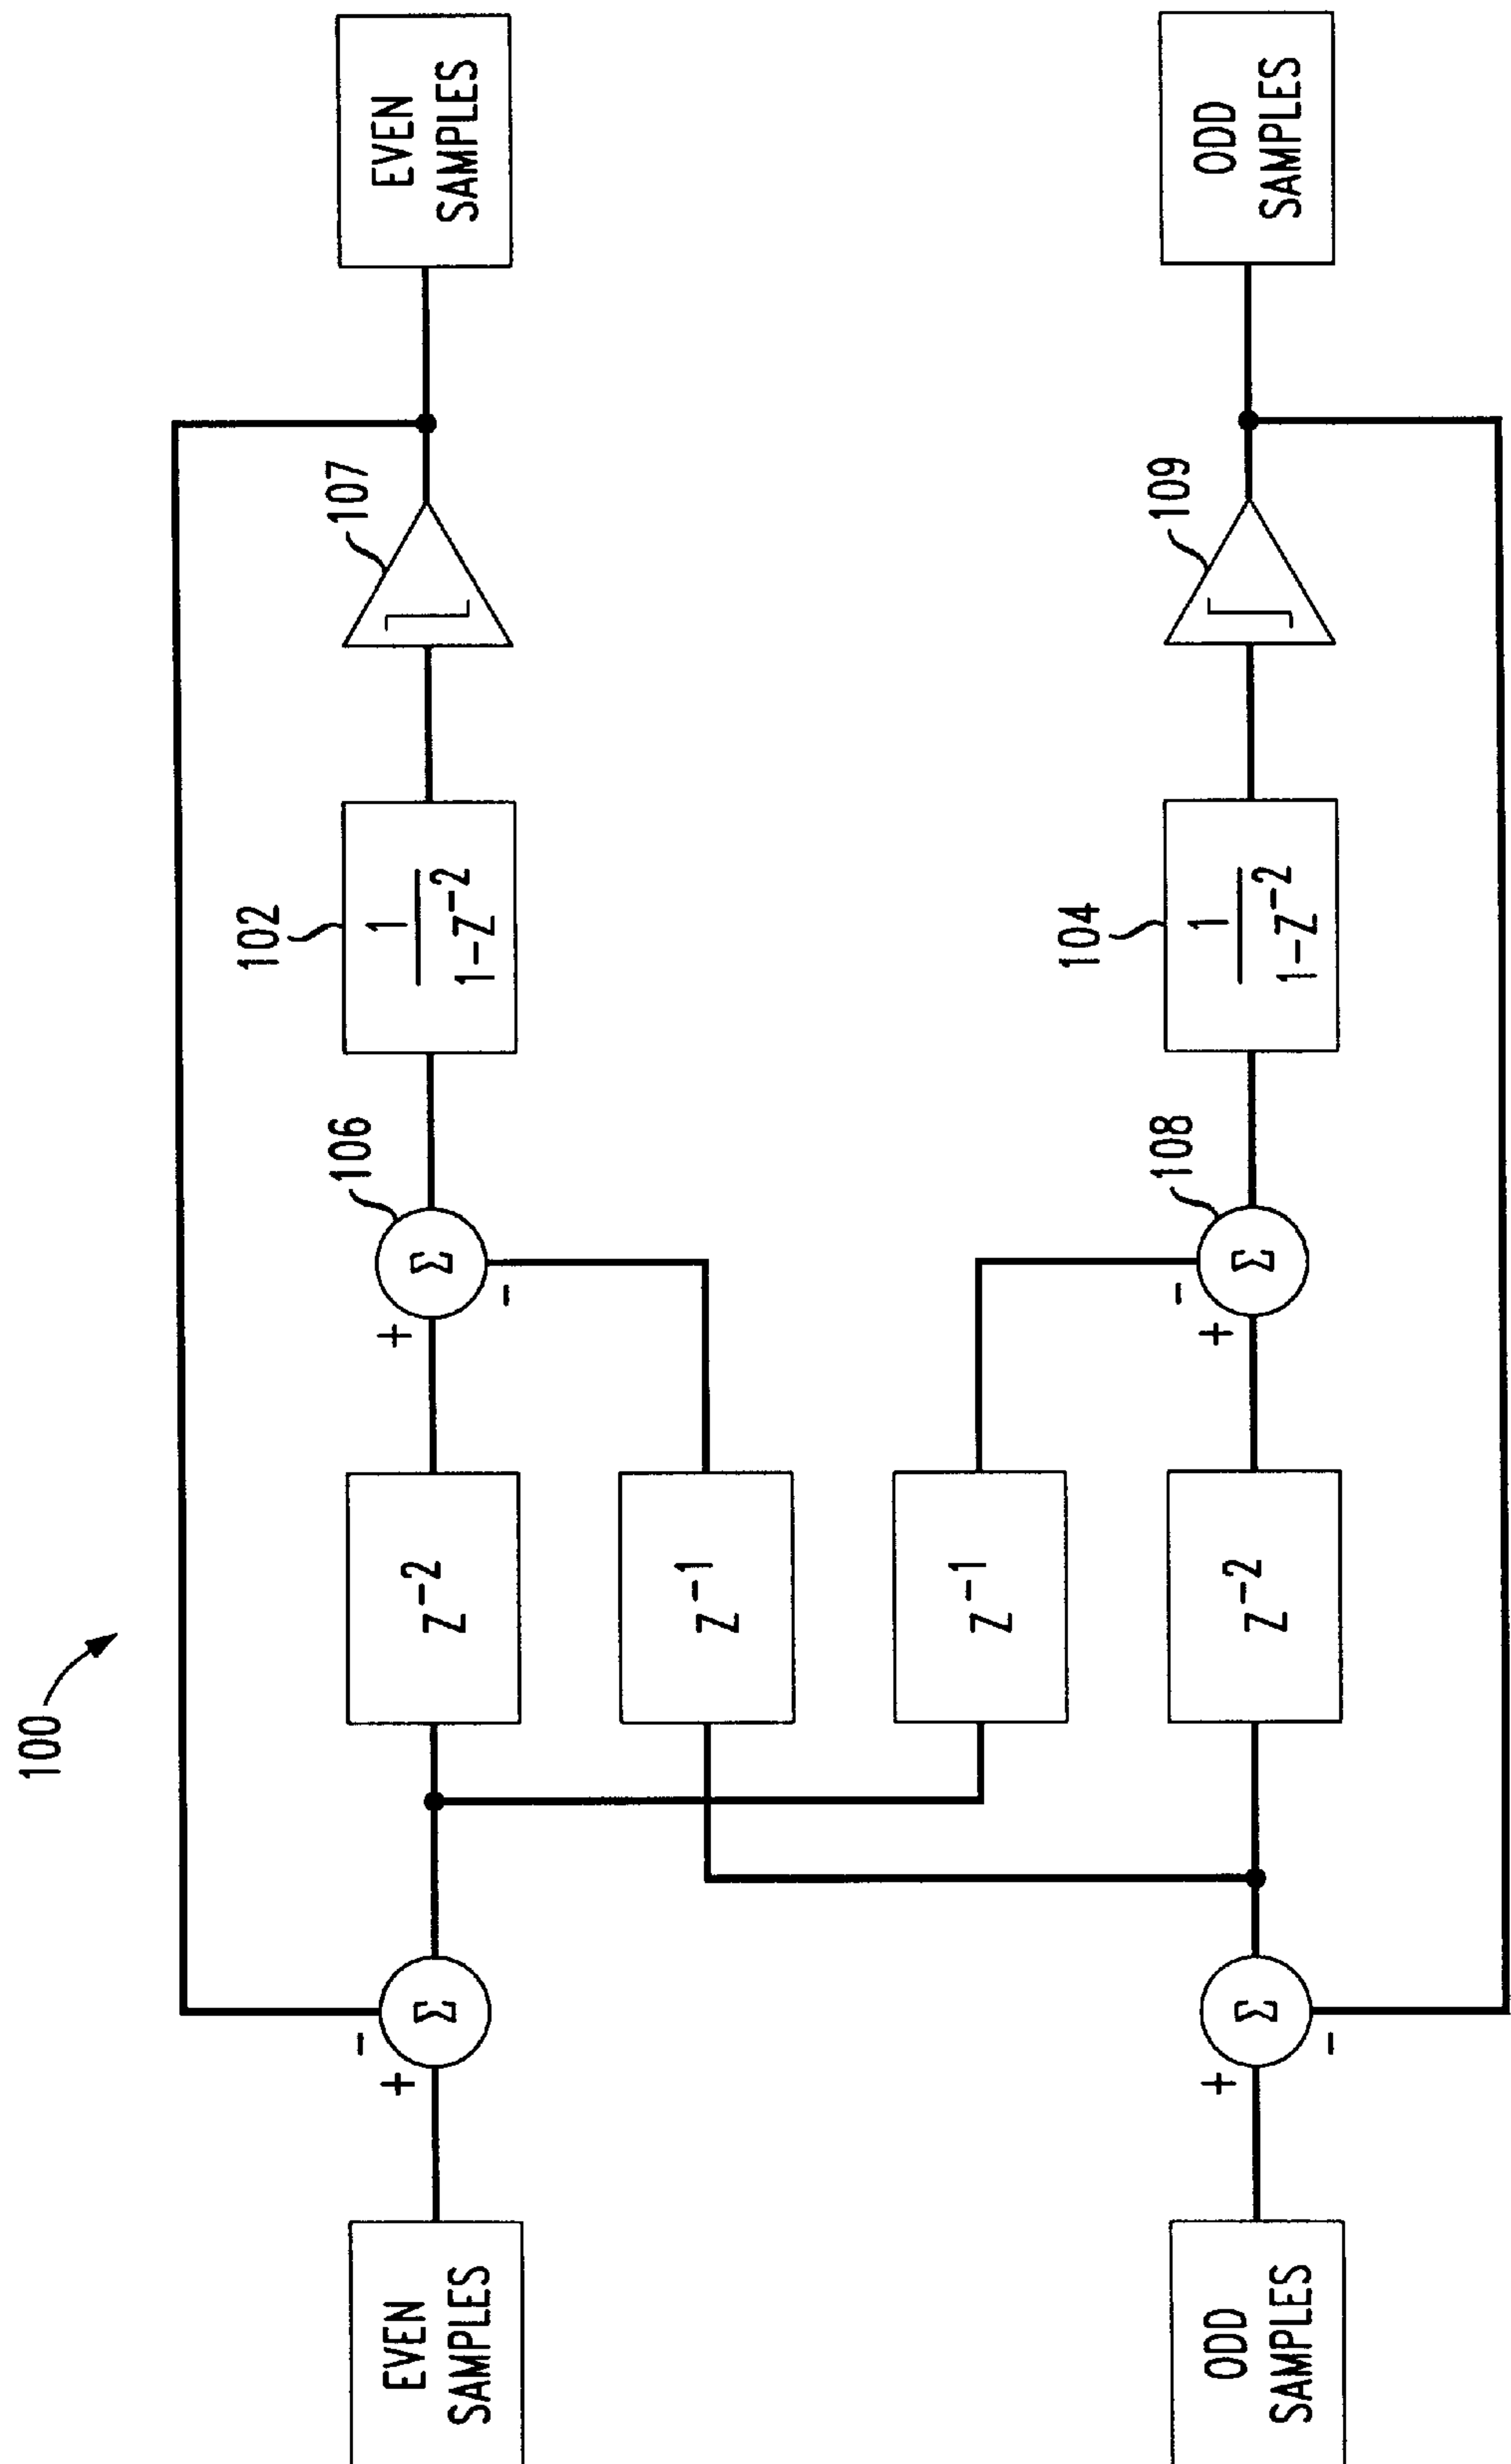 100
EVEN
SAMPLES
+
-
Σ
Z⁻²
+
-
Σ
106
102
1
1-Z⁻²
107
EVEN
SAMPLES
Z⁻¹
Z⁻¹
ODD
SAMPLES
+
-
Σ
Z⁻²
+
-
Σ
108
104
1
1-Z⁻²
109
ODD
SAMPLES